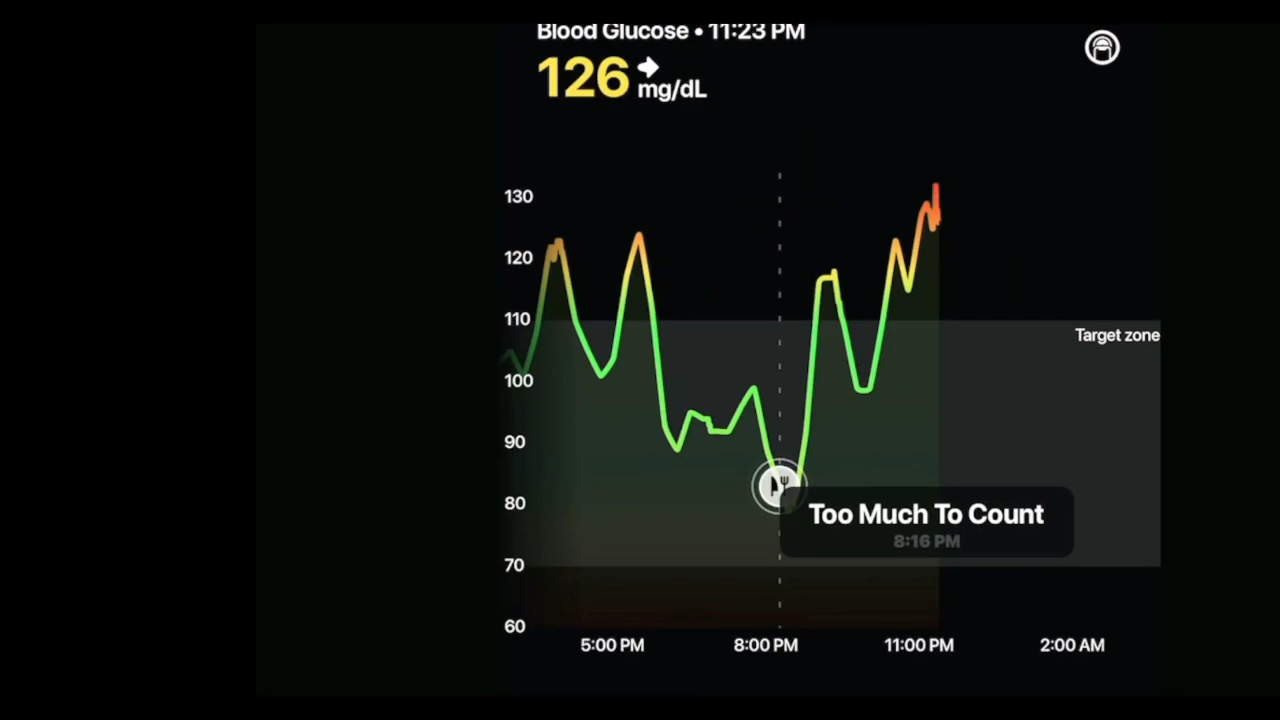 Blood Glucose • 11:23 PM
126 mg/dL
130
120
110
Target zone
100
90
80
Too Much To Count
8:16 PM
70
60
5:00 PM 8:00 PM 11:00 PM 2:00 AM